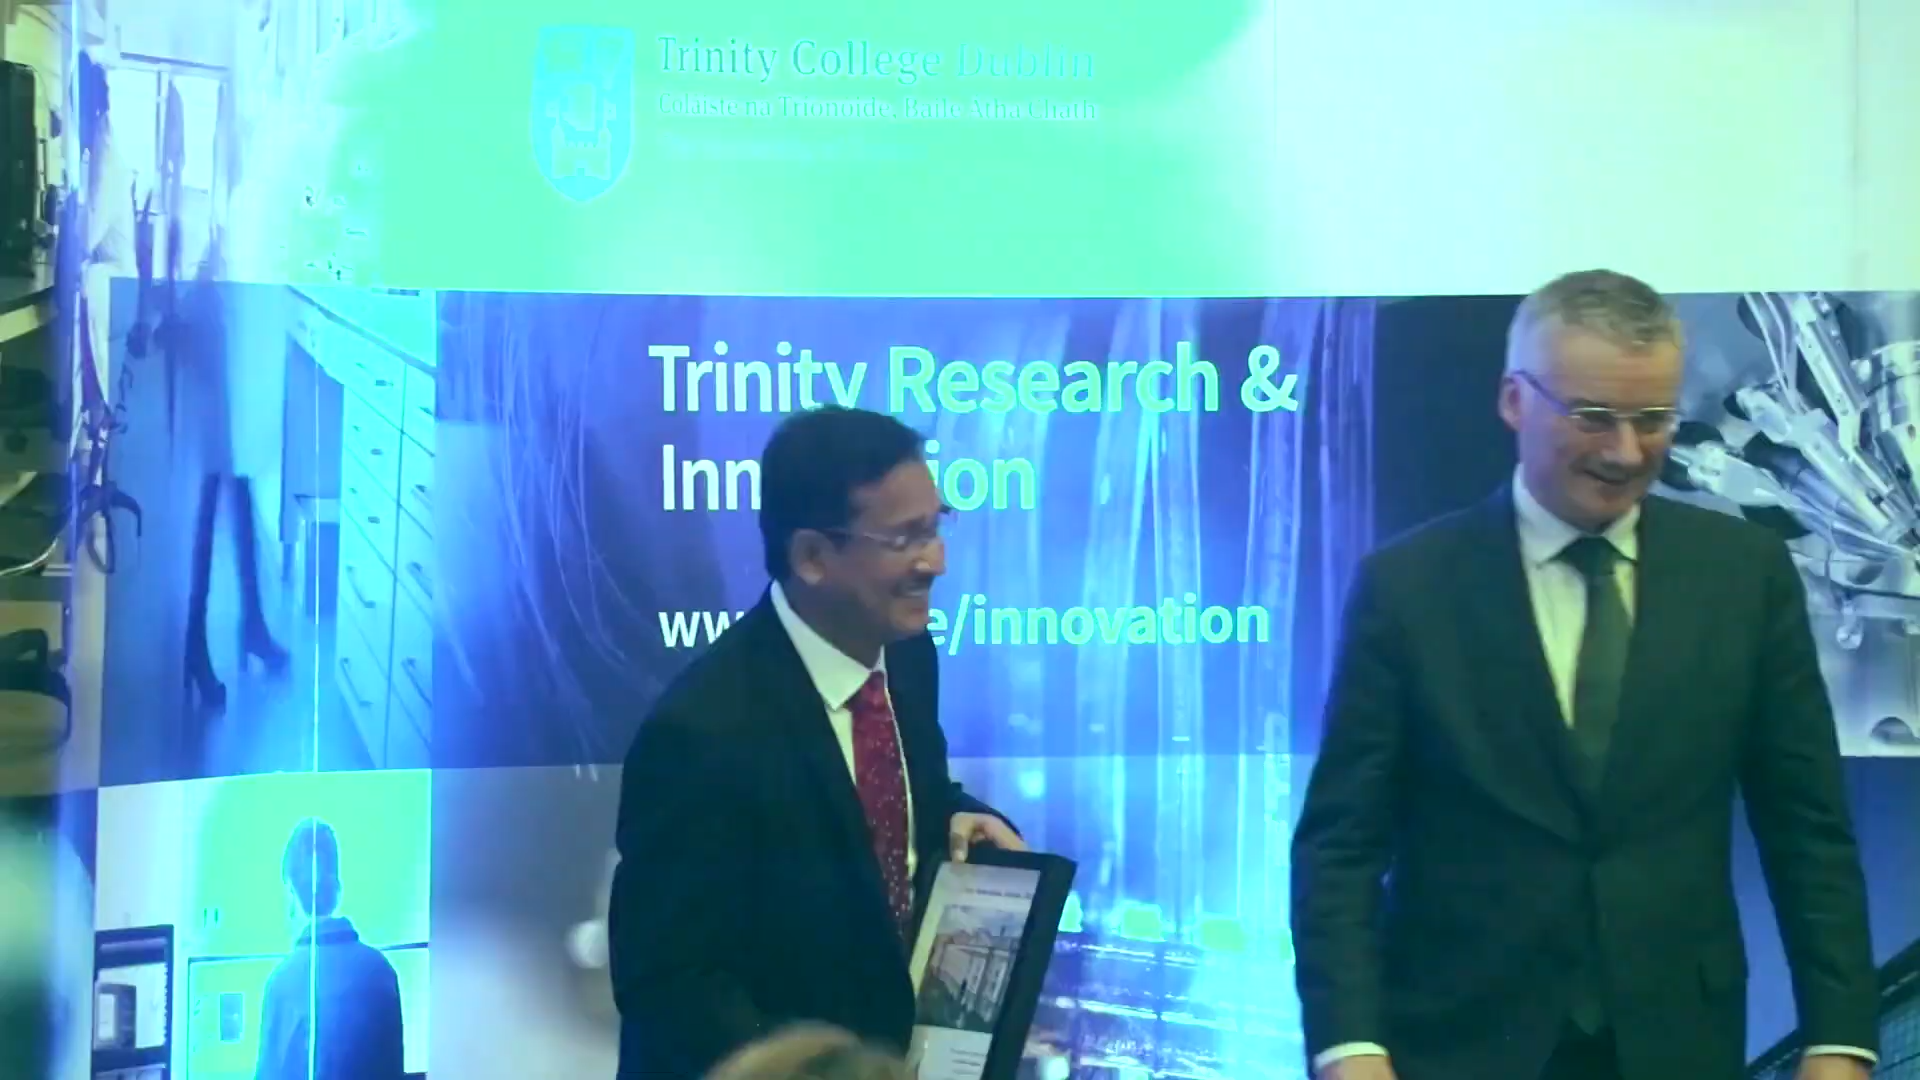 Trinity College Dublin
Coláiste na Tríonóide, Baile Átha Cliath
Trinity Research &
Inn ion
ww e/innovation